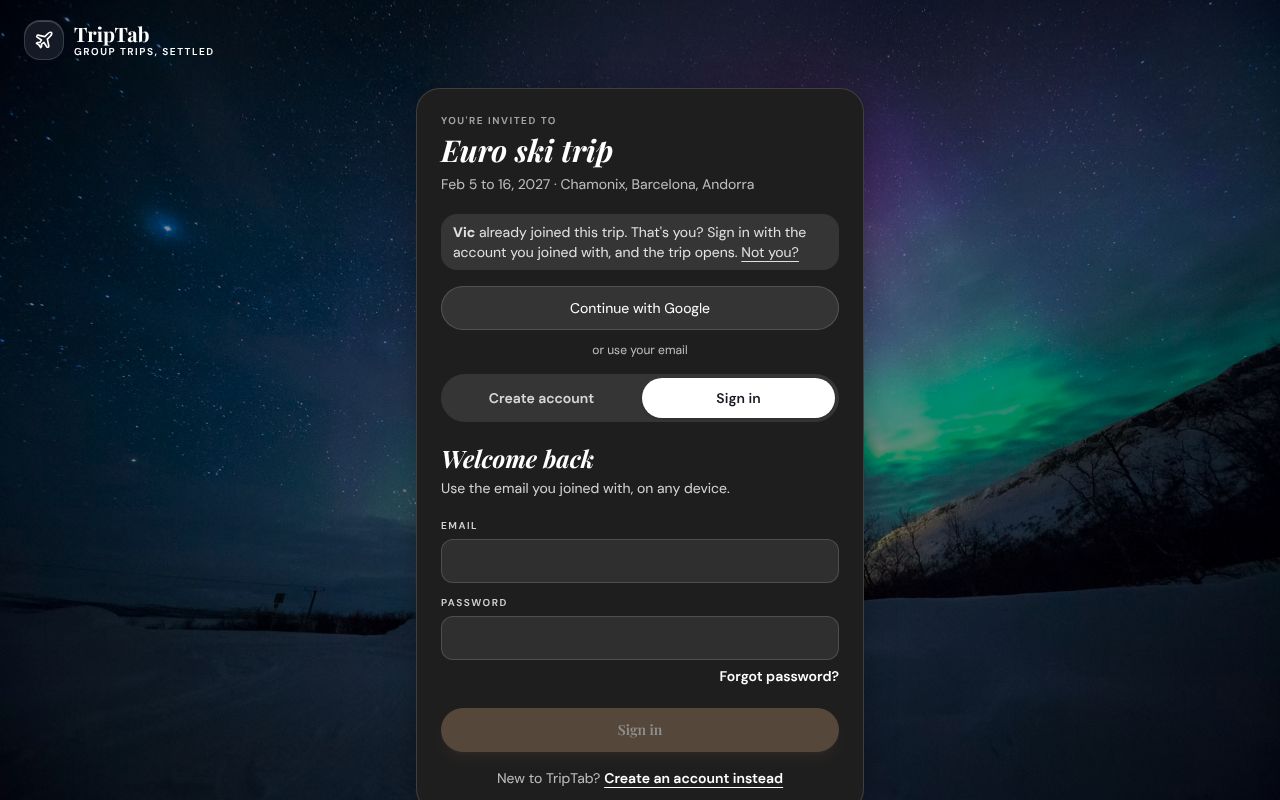 TripTab
GROUP TRIPS, SETTLED
YOU'RE INVITED TO
Euro ski trip
Feb 5 to 16, 2027 · Chamonix, Barcelona, Andorra
Vic already joined this trip. That's you? Sign in with the
account you joined with, and the trip opens. Not you?
Continue with Google
or use your email
Create account
Sign in
Welcome back
Use the email you joined with, on any device.
EMAIL
PASSWORD
Forgot password?
Sign in
New to TripTab? Create an account instead